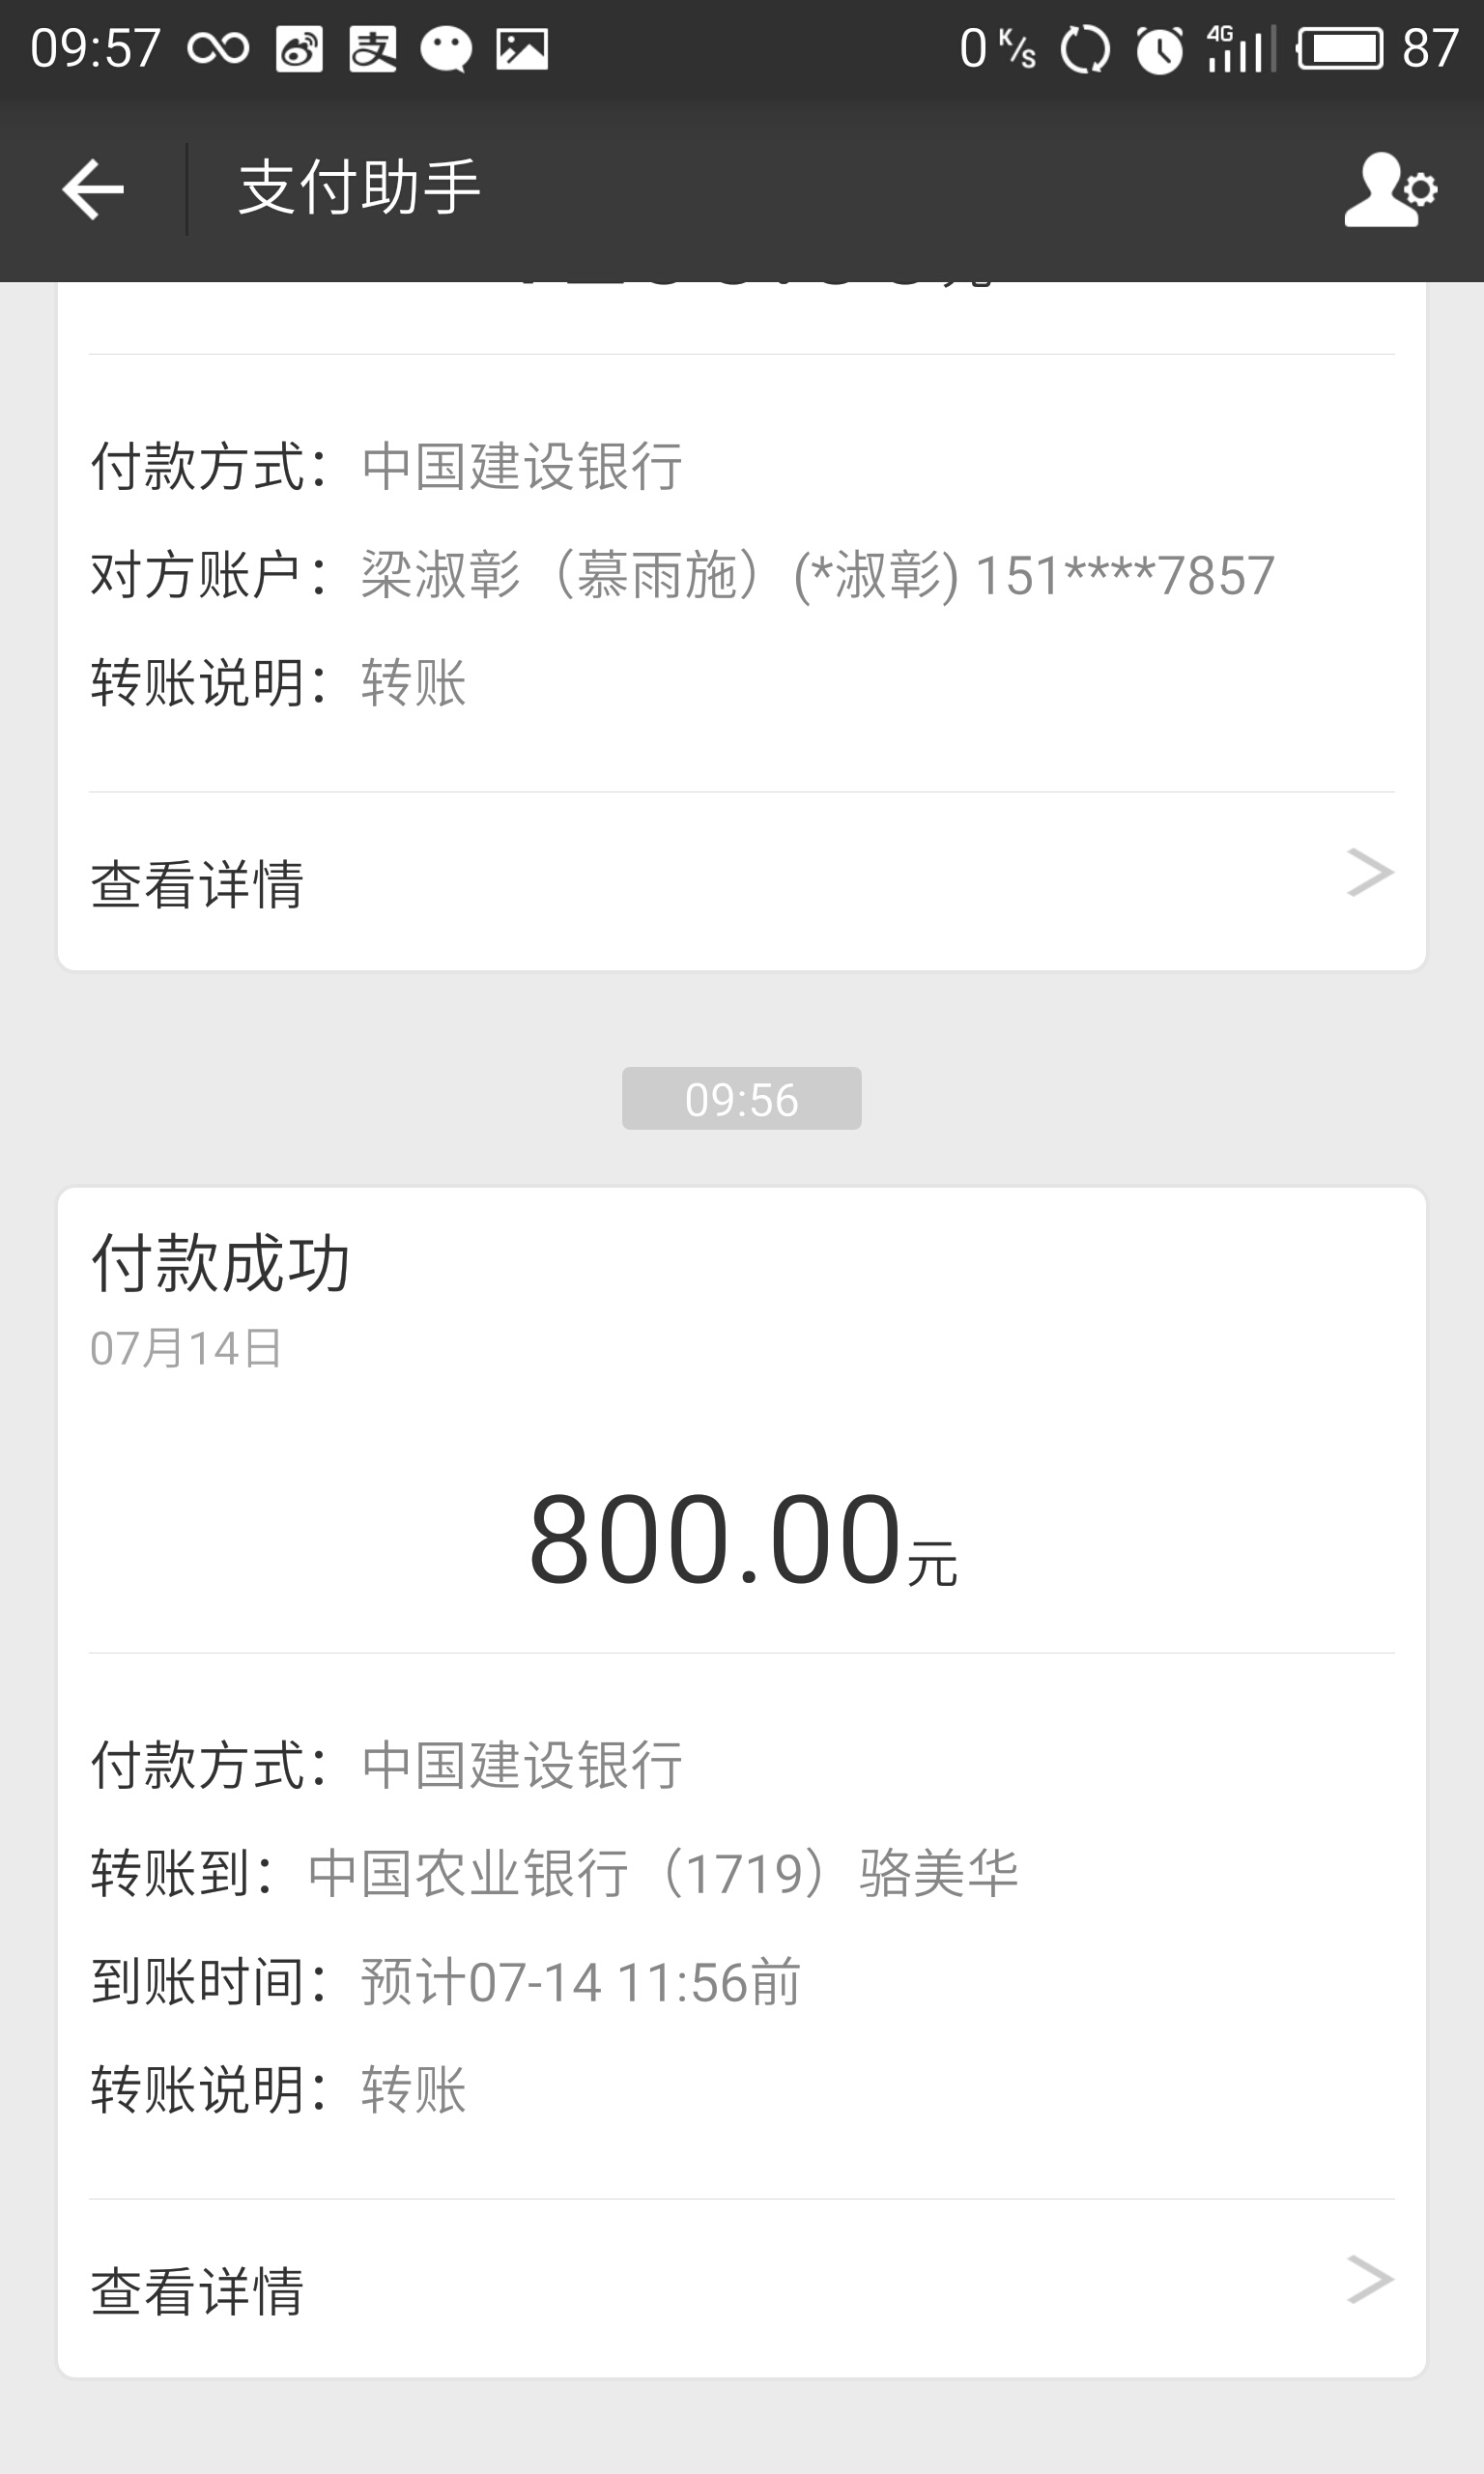 09:57
0 K/s
4G
87
支付助手
付款方式：中国建设银行
对方账户：梁淑彰（慕雨施）(*淑彰) 151****7857
转账说明：转账
查看详情
09:56
付款成功
07月14日
800.00元
付款方式：中国建设银行
转账到：中国农业银行（1719） 骆美华
到账时间：预计07-14 11:56前
转账说明：转账
查看详情